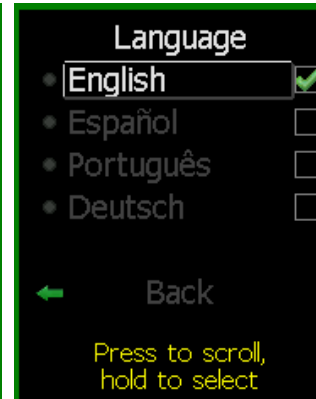 Language
English
Español
Português
Deutsch
Back
Press to scroll,
hold to select